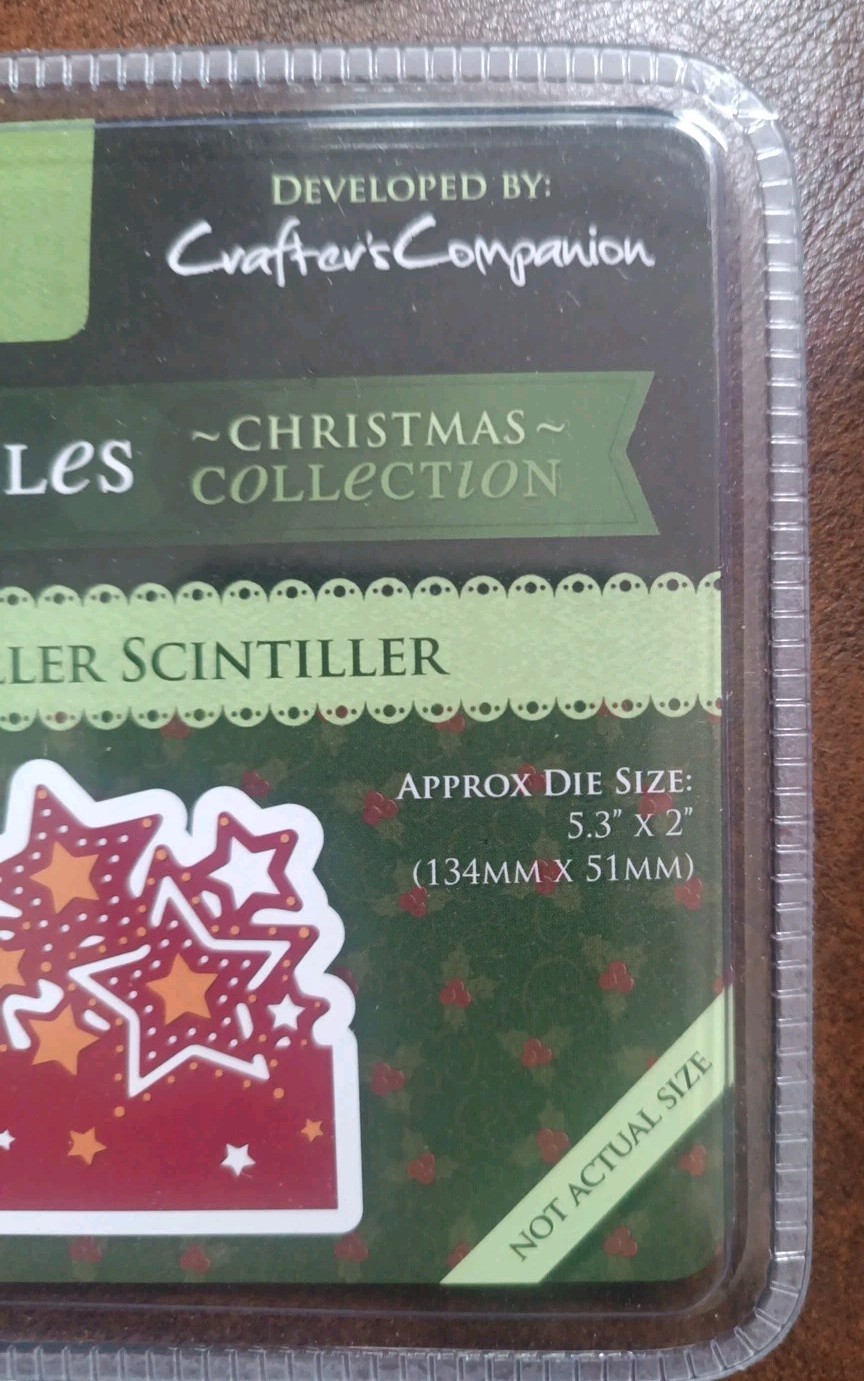 DEVELOPED BY:
Crafter's Companion
LES
~CHRISTMAS~
COLLECTION
LLER SCINTILLER
APPROX DIE SIZE:
5.3" X 2"
(134MM X 51MM)
NOT ACTUAL SIZE